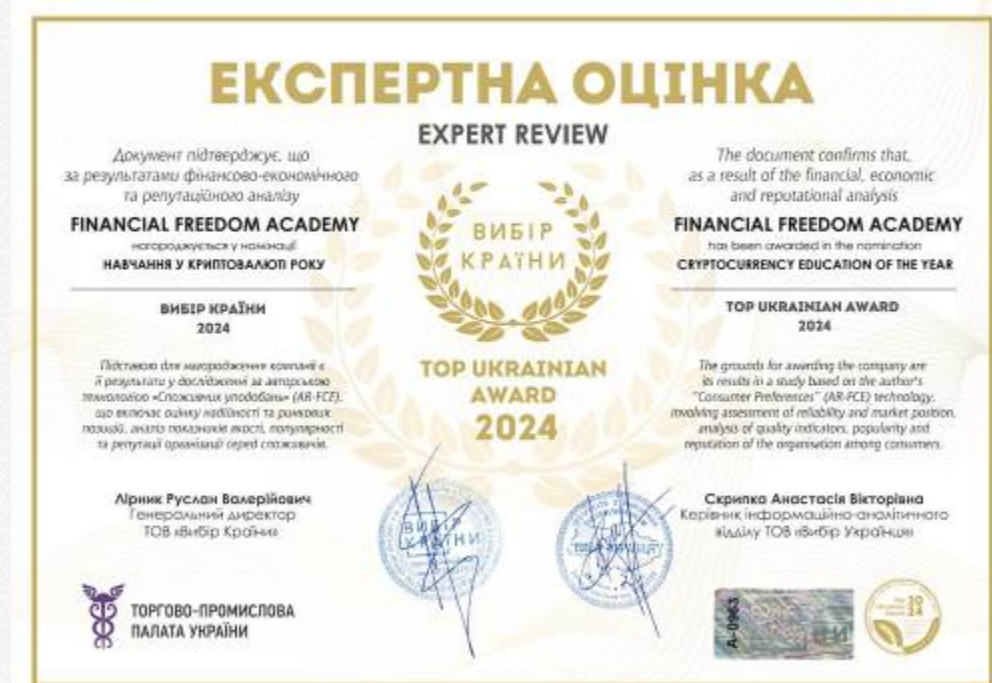 ЕКСПЕРТНА ОЦІНКА
EXPERT REVIEW
Документ підтверджує, що
за результатами фінансово-економічного
та репутаційного аналізу
FINANCIAL FREEDOM ACADEMY
нагороджується у номінації
НАВЧАННЯ У КРИПТОВАЛЮТІ РОКУ
ВИБІР КРАЇНИ
2024
Підставою для нагородження компанії є
її результати у дослідженні за авторською
технологією «Споживчих уподобань» (AR-FCE),
що включає оцінку надійності та ринкових
позицій, аналіз показників якості, популярності
та репутації організації серед споживачів.
Лірник Руслан Валерійович
Генеральний директор
ТОВ «Вибір Країни»
ВИБІР
КРАЇНИ
TOP UKRAINIAN
AWARD
2024
The document confirms that,
as a result of the financial, economic
and reputational analysis
FINANCIAL FREEDOM ACADEMY
has been awarded in the nomination
CRYPTOCURRENCY EDUCATION OF THE YEAR
TOP UKRAINIAN AWARD
2024
The grounds for awarding the company are
its results in a study based on the author's
"Consumer Preferences" (AR-FCE) technology,
involving assessment of reliability and market position,
analysis of quality indicators, popularity and
reputation of the organisation among consumers.
Скрипка Анастасія Вікторівна
Керівник інформаційно-аналітичного
відділу ТОВ «Вибір Українців»
ВИБІР
КРАЇНИ
ТОРГОВО-ПРОМИСЛОВА
ПАЛАТА УКРАЇНИ
A-0963
2024